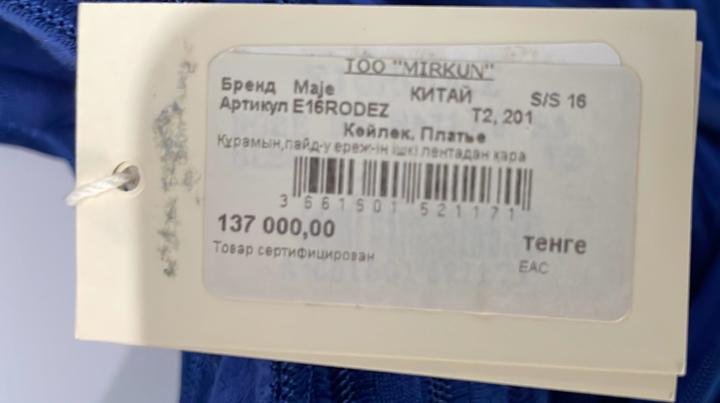 ТОО "MIRKUN"
Бренд Maje КИТАЙ S/S 16
Артикул E16RODEZ T2, 201
Көйлек. Платье
Құрамын,пайд-у ереж-ін ішкі лентадан қара
3 661501 521171
137 000,00 тенге
Товар сертифицирован ЕАС